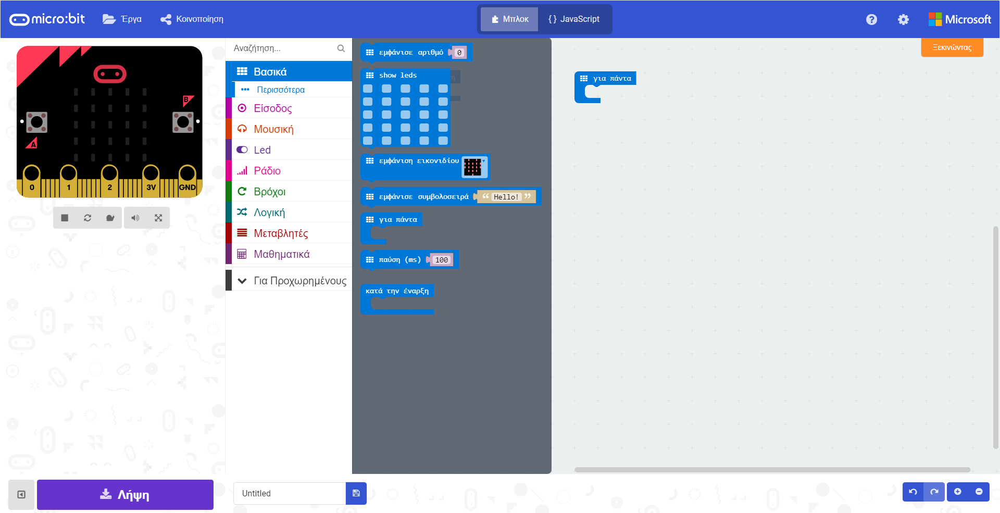 micro:bit
Έργα
Κοινοποίηση
Μπλοκ
{} JavaScript
Microsoft
Ξεκινώντας
Αναζήτηση...
Βασικά
Περισσότερα
Είσοδος
Μουσική
Led
Ράδιο
Βρόχοι
Λογική
Μεταβλητές
Μαθηματικά
Για Προχωρημένους
B
A
0 1 2 3V GND
εμφάνισε αριθμό 0
show leds
εμφάνιση εικονιδίου
εμφάνισε συμβολοσειρά “ Hello! ”
για πάντα
παύση (ms) 100
κατά την έναρξη
για πάντα
Λήψη
Untitled